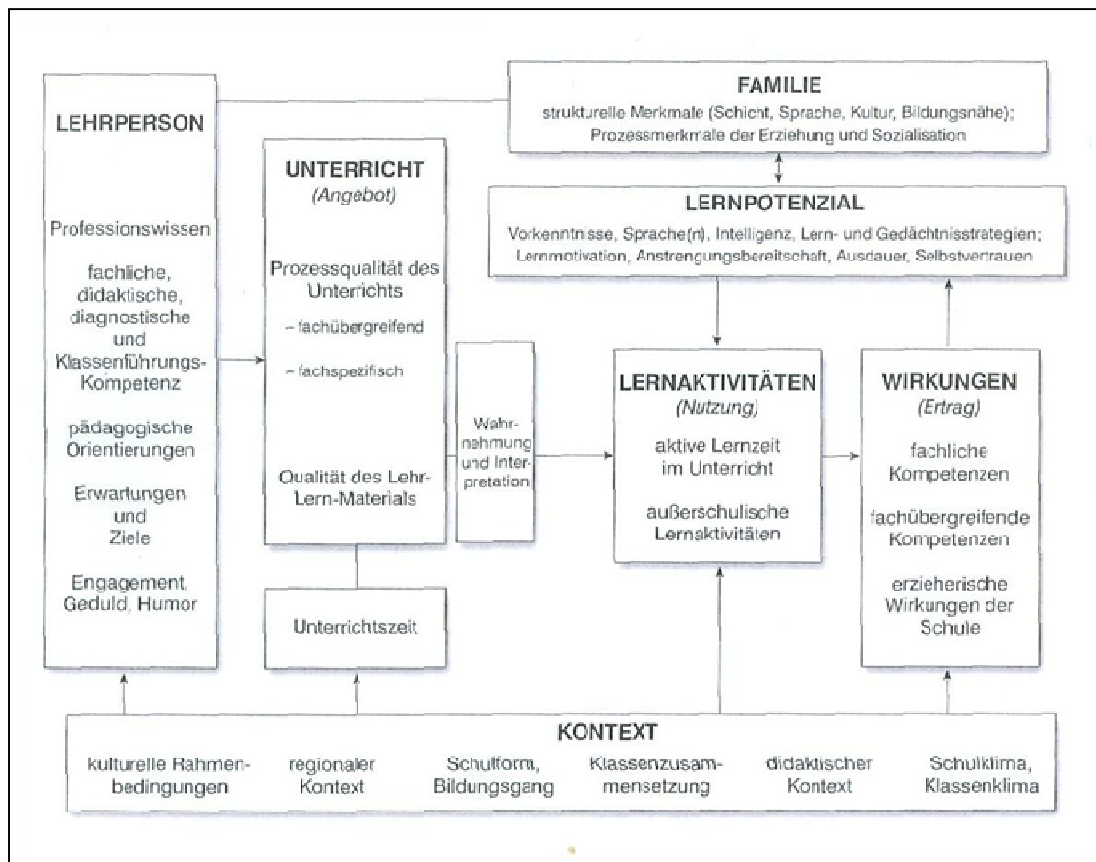 LEHRPERSON
Professionswissen
fachliche,
didaktische,
diagnostische
und
Klassenführungs-
Kompetenz
pädagogische
Orientierungen
Erwartungen
und
Ziele
Engagement,
Geduld, Humor
UNTERRICHT
(Angebot)
Prozessqualität des
Unterrichts
– fachübergreifend
– fachspezifisch
Qualität des Lehr-
Lern-Materials
Unterrichtszeit
Wahr-
nehmung
und Inter-
pretation
FAMILIE
strukturelle Merkmale (Schicht, Sprache, Kultur, Bildungsnähe);
Prozessmerkmale der Erziehung und Sozialisation
LERNPOTENZIAL
Vorkenntnisse, Sprache(n), Intelligenz, Lern- und Gedächtnisstrategien;
Lernmotivation, Anstrengungsbereitschaft, Ausdauer, Selbstvertrauen
LERNAKTIVITÄTEN
(Nutzung)
aktive Lernzeit
im Unterricht
außerschulische
Lernaktivitäten
WIRKUNGEN
(Ertrag)
fachliche
Kompetenzen
fachübergreifende
Kompetenzen
erzieherische
Wirkungen der
Schule
KONTEXT
kulturelle Rahmen-
bedingungen
regionaler
Kontext
Schulform,
Bildungsgang
Klassenzusam-
mensetzung
didaktischer
Kontext
Schulklima,
Klassenklima